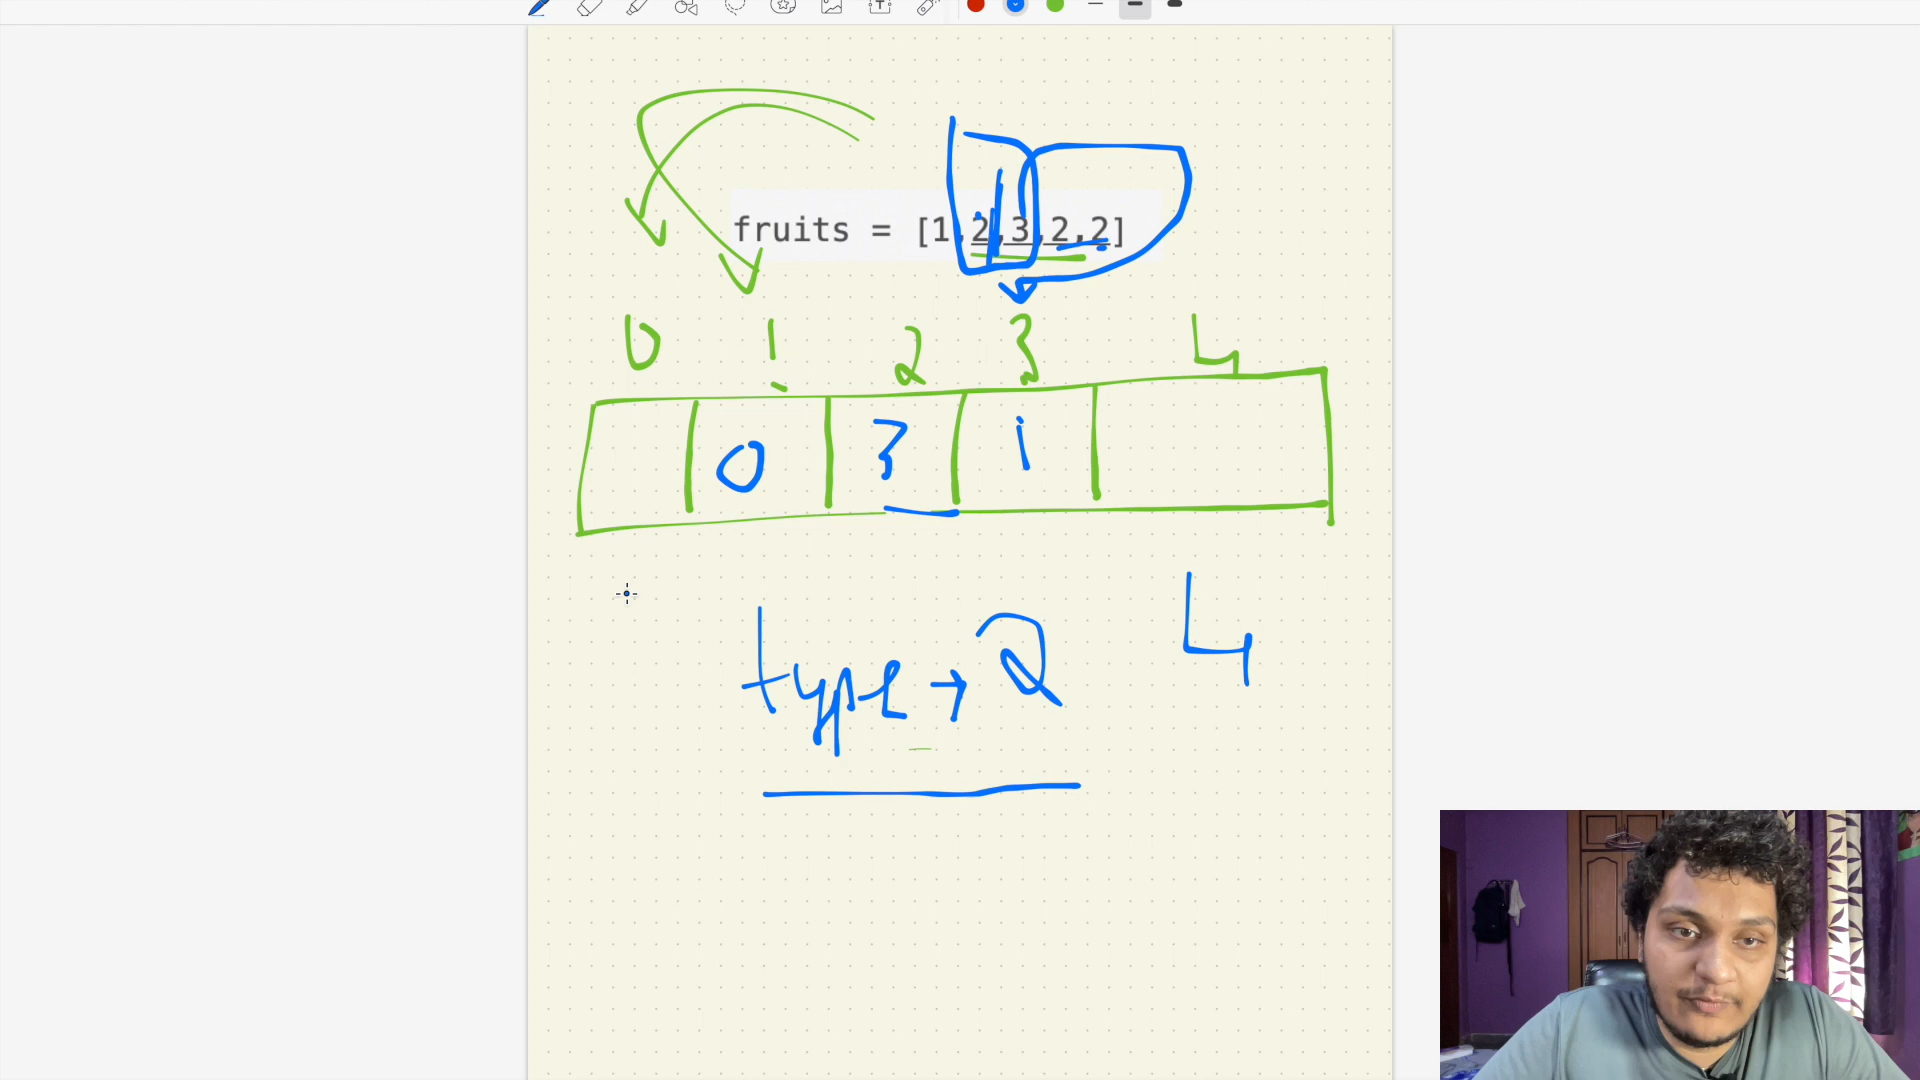 fruits = [1,2,3,2,2]
0 1 2 3 4
0 3 1
type → 2 4